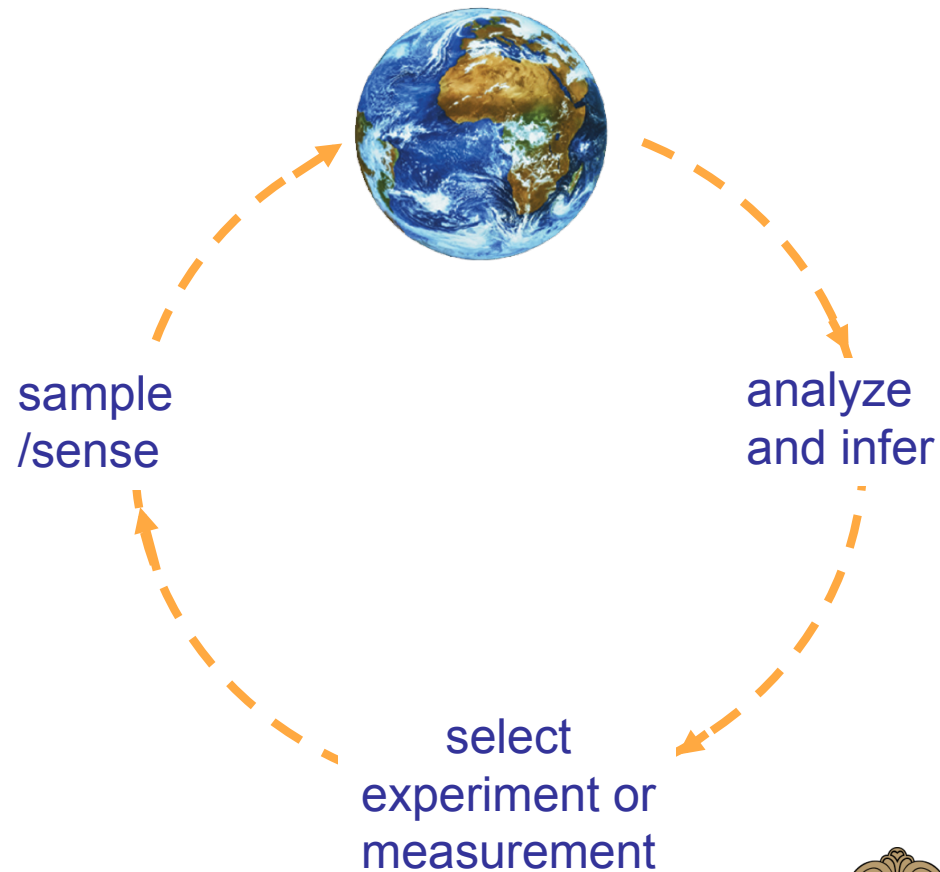 sample
/sense
analyze
and infer
select
experiment or
measurement